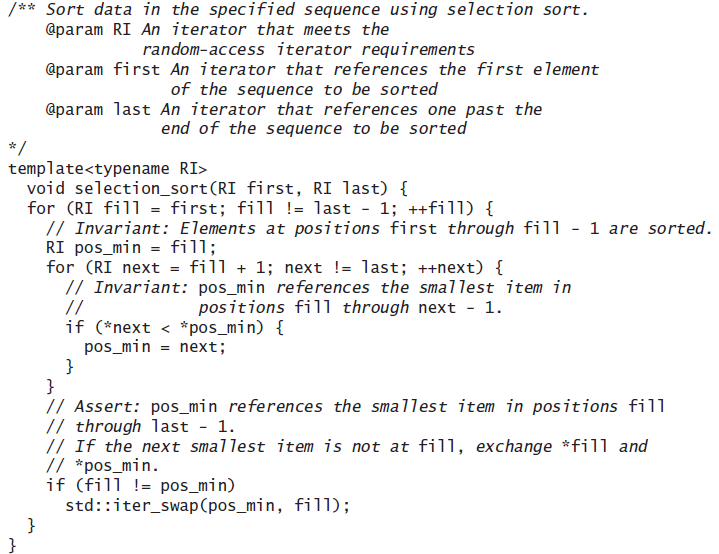 /** Sort data in the specified sequence using selection sort.
@param RI An iterator that meets the
random-access iterator requirements
@param first An iterator that references the first element
of the sequence to be sorted
@param last An iterator that references one past the
end of the sequence to be sorted
*/
template<typename RI>
void selection_sort(RI first, RI last) {
for (RI fill = first; fill != last - 1; ++fill) {
// Invariant: Elements at positions first through fill - 1 are sorted.
RI pos_min = fill;
for (RI next = fill + 1; next != last; ++next) {
// Invariant: pos_min references the smallest item in
// positions fill through next - 1.
if (*next < *pos_min) {
pos_min = next;
}
}
// Assert: pos_min references the smallest item in positions fill
// through last - 1.
// If the next smallest item is not at fill, exchange *fill and
// *pos_min.
if (fill != pos_min)
std::iter_swap(pos_min, fill);
}
}